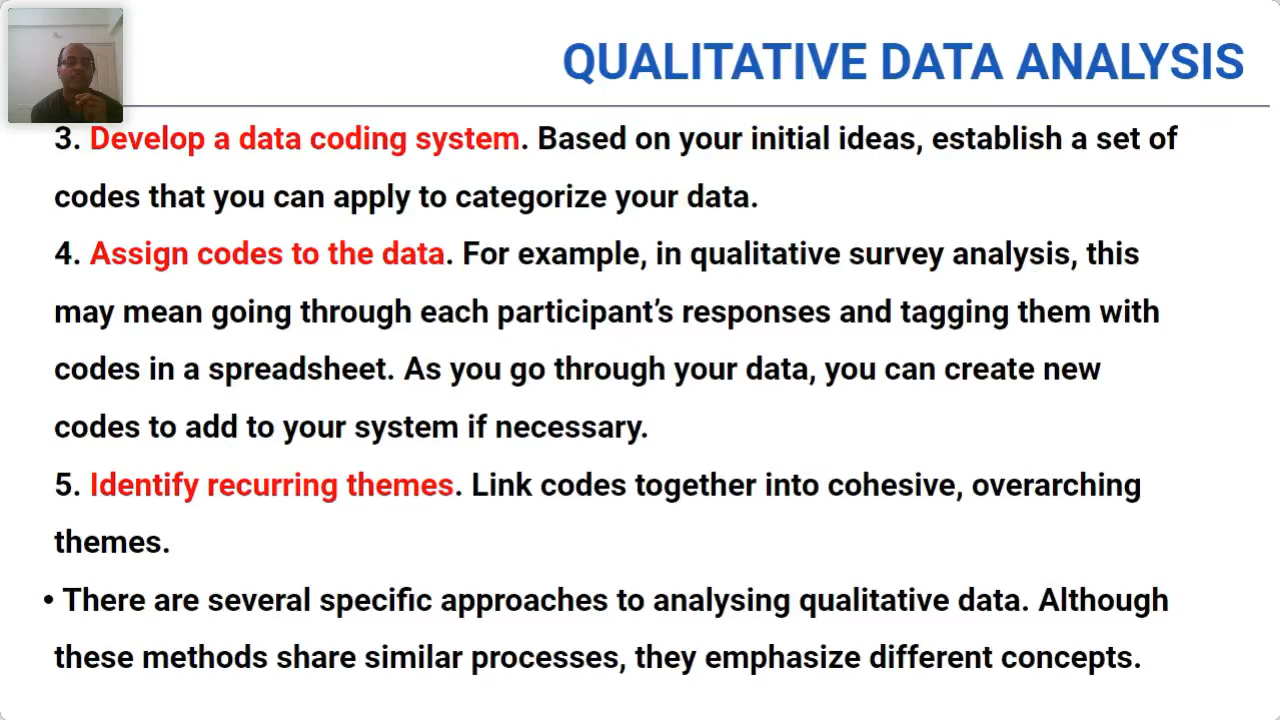 QUALITATIVE DATA ANALYSIS
3. Develop a data coding system. Based on your initial ideas, establish a set of
codes that you can apply to categorize your data.
4. Assign codes to the data. For example, in qualitative survey analysis, this
may mean going through each participant’s responses and tagging them with
codes in a spreadsheet. As you go through your data, you can create new
codes to add to your system if necessary.
5. Identify recurring themes. Link codes together into cohesive, overarching
themes.
• There are several specific approaches to analysing qualitative data. Although
these methods share similar processes, they emphasize different concepts.